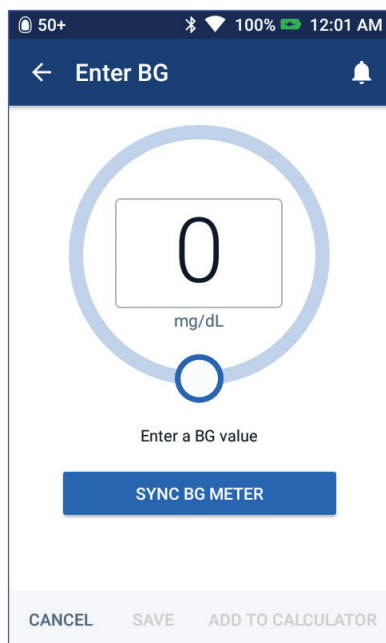 50+ 100% 12:01 AM
Enter BG
0
mg/dL
Enter a BG value
SYNC BG METER
CANCEL SAVE ADD TO CALCULATOR